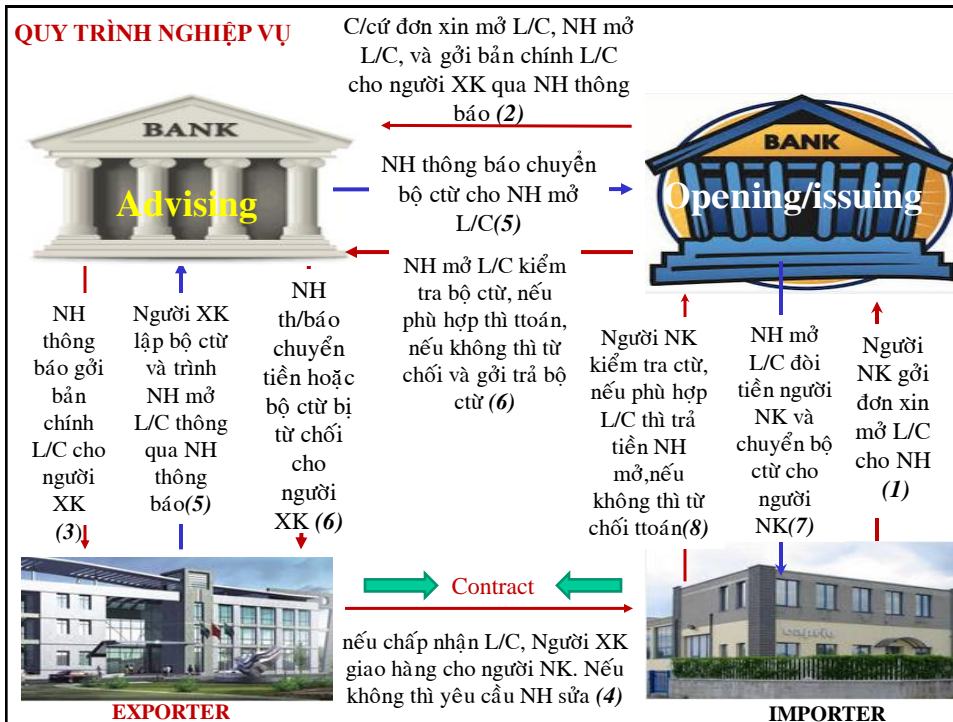 QUY TRÌNH NGHIỆP VỤ
C/cứ đơn xin mở L/C, NH mở
L/C, và gởi bản chính L/C
cho người XK qua NH thông
báo (2)
BANK
Advising
BANK
Opening/issuing
NH thông báo chuyển
bộ ctừ cho NH mở
L/C(5)
NH mở L/C kiểm
tra bộ ctừ, nếu
phù hợp thì ttoán,
nếu không thì từ
chối và gởi trả bộ
ctừ (6)
NH
thông
báo gởi
bản
chính
L/C cho
người
XK
(3)
Người XK
lập bộ ctừ
và trình
NH mở
L/C thông
qua NH
thông
báo(5)
NH
th/báo
chuyển
tiền hoặc
bộ ctừ bị
từ chối
cho
người
XK (6)
Người NK
kiểm tra ctừ,
nếu phù hợp
L/C thì trả
tiền NH
mở,nếu
không thì từ
chối ttoán(8)
NH mở
L/C đòi
tiền người
NK và
chuyển bộ
ctừ cho
người
NK(7)
Người
NK gởi
đơn xin
mở L/C
cho NH
(1)
Contract
nếu chấp nhận L/C, Người XK
giao hàng cho người NK. Nếu
không thì yêu cầu NH sửa (4)
EXPORTER
IMPORTER